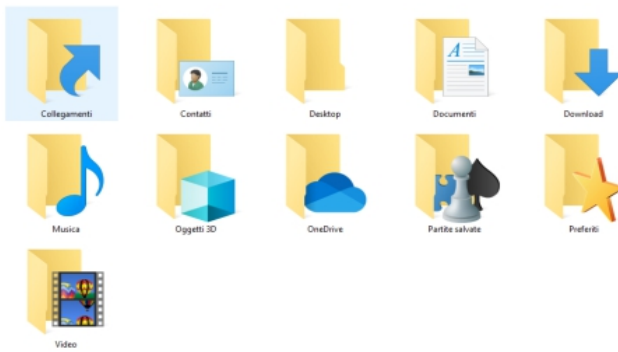 Collegamenti
Contatti
Desktop
Documenti
Download
Musica
Oggetti 3D
OneDrive
Partite salvate
Preferiti
Video